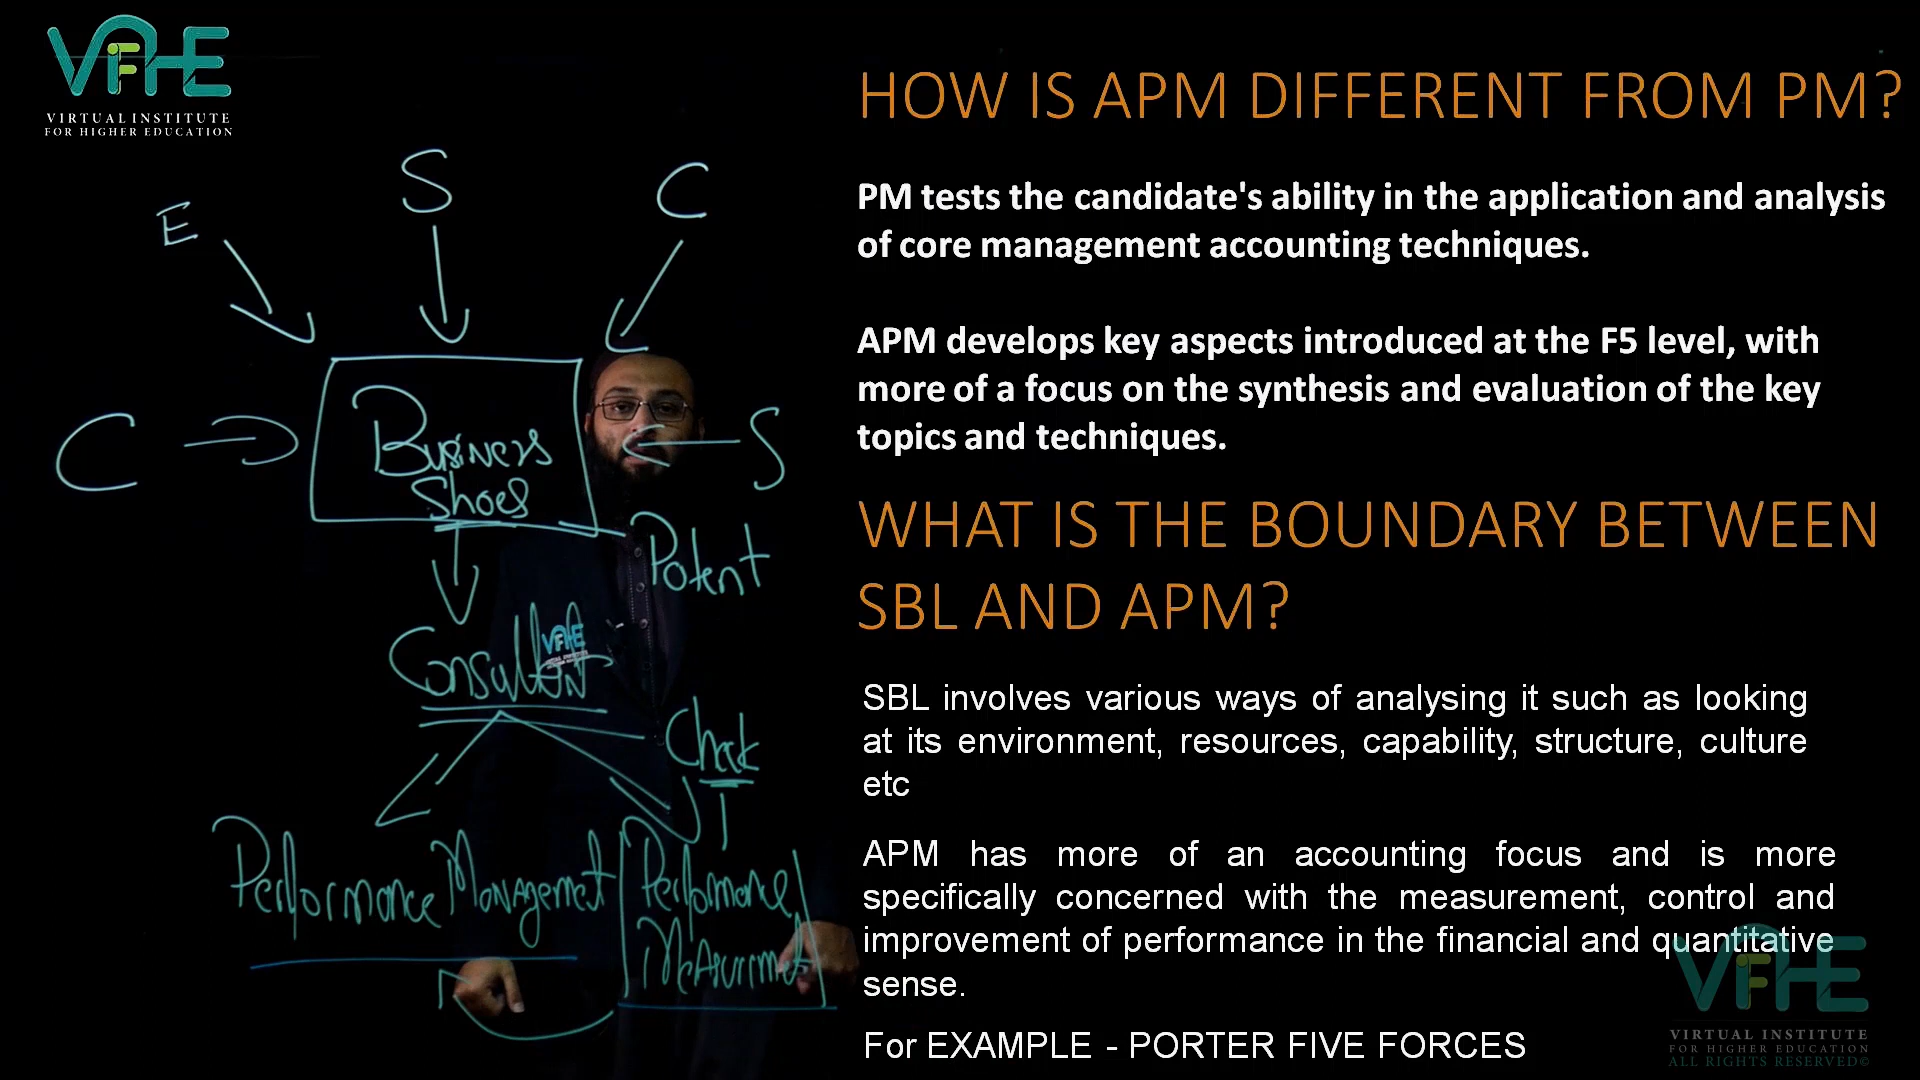 VIFHE
VIRTUAL INSTITUTE
FOR HIGHER EDUCATION
E
S
C
C
S
Business
Shoes
Potent
Consultant
Check
Performance Management
Performance
Measurment
HOW IS APM DIFFERENT FROM PM?
PM tests the candidate's ability in the application and analysis
of core management accounting techniques.
APM develops key aspects introduced at the F5 level, with
more of a focus on the synthesis and evaluation of the key
topics and techniques.
WHAT IS THE BOUNDARY BETWEEN
SBL AND APM?
SBL involves various ways of analysing it such as looking
at its environment, resources, capability, structure, culture
etc
APM has more of an accounting focus and is more
specifically concerned with the measurement, control and
improvement of performance in the financial and quantitative
sense.
For EXAMPLE - PORTER FIVE FORCES
VIFHE
VIRTUAL INSTITUTE
FOR HIGHER EDUCATION
ALL RIGHTS RESERVED©